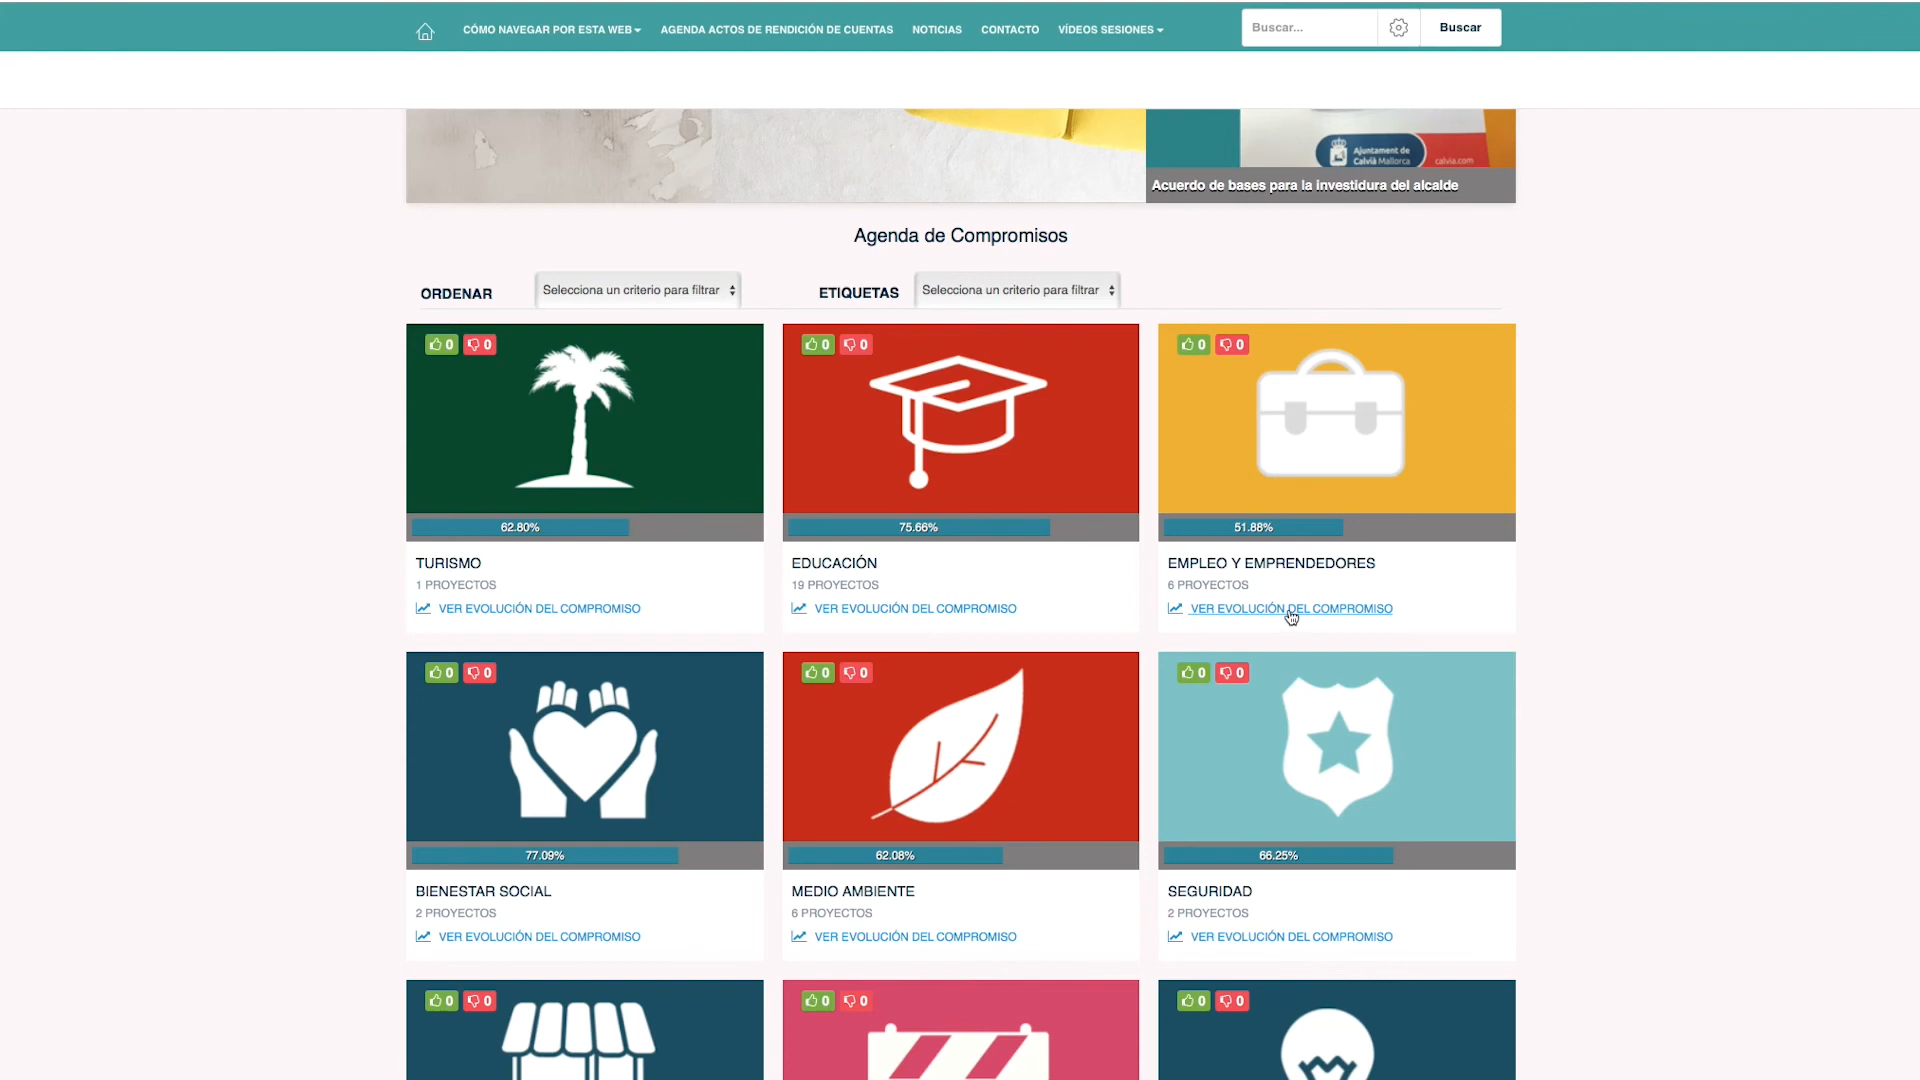 CÓMO NAVEGAR POR ESTA WEB
AGENDA ACTOS DE RENDICIÓN DE CUENTAS
NOTICIAS
CONTACTO
VÍDEOS SESIONES
Buscar...
Buscar
Ajuntament de
Calvià Mallorca
calvia.com
Acuerdo de bases para la investidura del alcalde
Agenda de Compromisos
ORDENAR
Selecciona un criterio para filtrar
ETIQUETAS
Selecciona un criterio para filtrar
0 0
62.80%
TURISMO
1 PROYECTOS
VER EVOLUCIÓN DEL COMPROMISO
0 0
75.66%
EDUCACIÓN
19 PROYECTOS
VER EVOLUCIÓN DEL COMPROMISO
0 0
51.88%
EMPLEO Y EMPRENDEDORES
6 PROYECTOS
VER EVOLUCIÓN DEL COMPROMISO
0 0
77.09%
BIENESTAR SOCIAL
2 PROYECTOS
VER EVOLUCIÓN DEL COMPROMISO
0 0
62.08%
MEDIO AMBIENTE
6 PROYECTOS
VER EVOLUCIÓN DEL COMPROMISO
0 0
66.25%
SEGURIDAD
2 PROYECTOS
VER EVOLUCIÓN DEL COMPROMISO
0 0
0 0
0 0